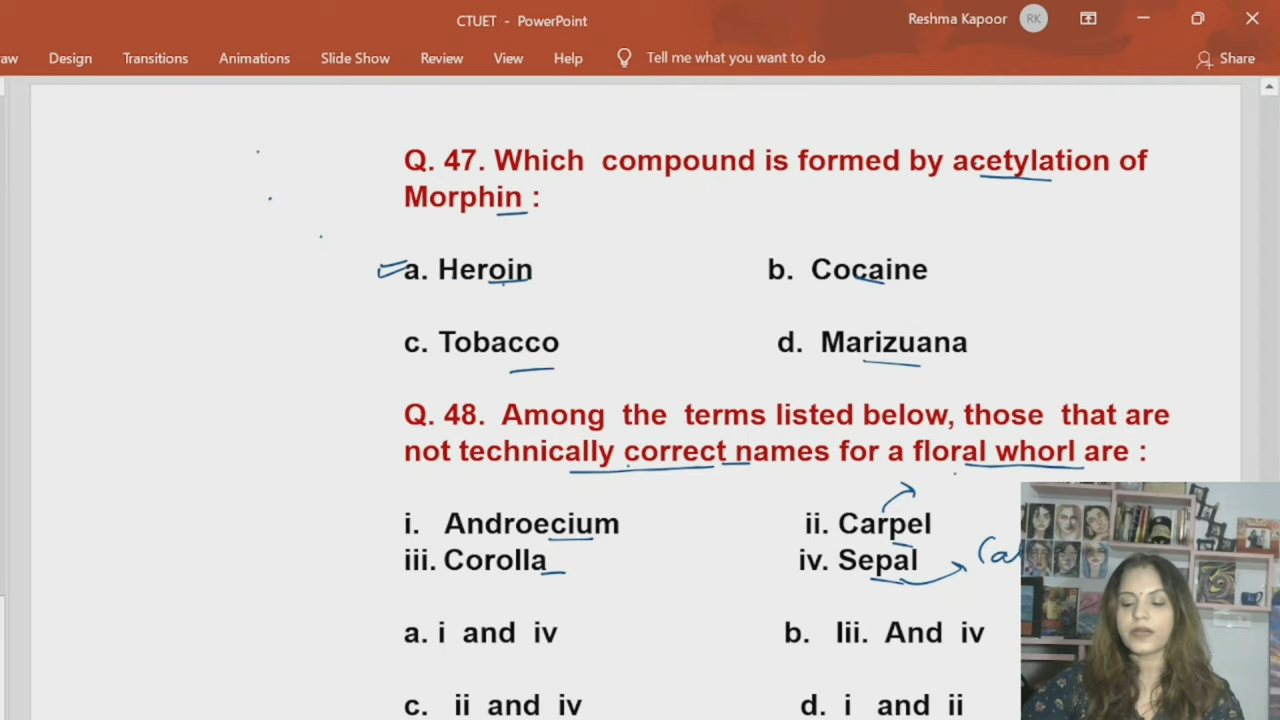 CTUET - PowerPoint
Reshma Kapoor RK
aw Design Transitions Animations Slide Show Review View Help Tell me what you want to do Share
Q. 47. Which compound is formed by acetylation of
Morphin :
a. Heroin b. Cocaine
c. Tobacco d. Marizuana
Q. 48. Among the terms listed below, those that are
not technically correct names for a floral whorl are :
i. Androecium ii. Carpel
iii. Corolla iv. Sepal
a. i and iv b. Iii. And iv
c. ii and iv d. i and ii